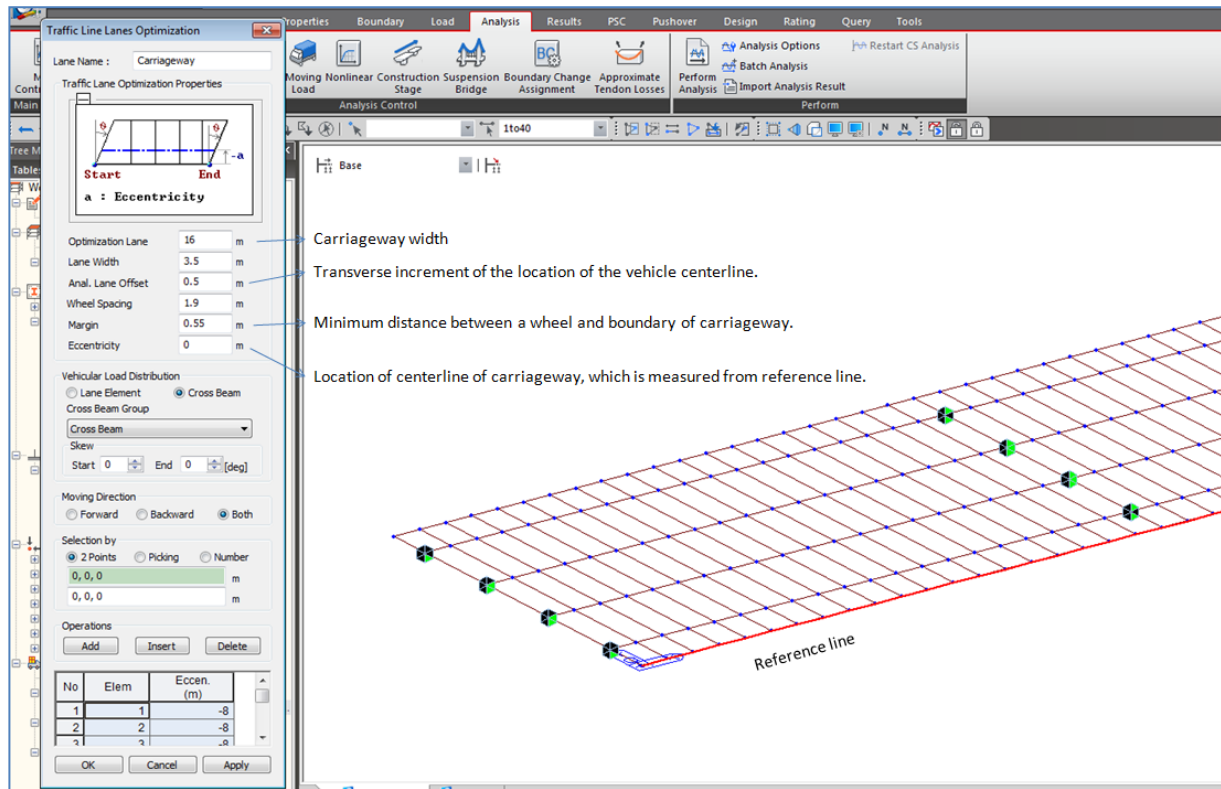 Properties Boundary Load Analysis Results PSC Pushover Design Rating Query Tools
Traffic Line Lanes Optimization
Moving Load
Nonlinear
Construction Stage
Suspension Bridge
Boundary Change Assignment
Approximate Tendon Losses
Perform Analysis
Analysis Options
Batch Analysis
Import Analysis Result
Restart CS Analysis
Contr
Main
Analysis Control
Perform
1to40
Tree M
Table
Base
Lane Name : Carriageway
Traffic Lane Optimization Properties
θ θ
-a
Start End
a : Eccentricity
Optimization Lane 16 m
Carriageway width
Lane Width 3.5 m
Transverse increment of the location of the vehicle centerline.
Anal. Lane Offset 0.5 m
Wheel Spacing 1.9 m
Margin 0.55 m
Minimum distance between a wheel and boundary of carriageway.
Eccentricity 0 m
Location of centerline of carriageway, which is measured from reference line.
Vehicular Load Distribution
Lane Element Cross Beam
Cross Beam Group
Cross Beam
Skew
Start 0 End 0 [deg]
Moving Direction
Forward Backward Both
Selection by
2 Points Picking Number
0, 0, 0 m
0, 0, 0 m
Operations
Add Insert Delete
No Elem Eccen. (m)
1 1 -8
2 2 -8
3 3 -8
OK Cancel Apply
Reference line